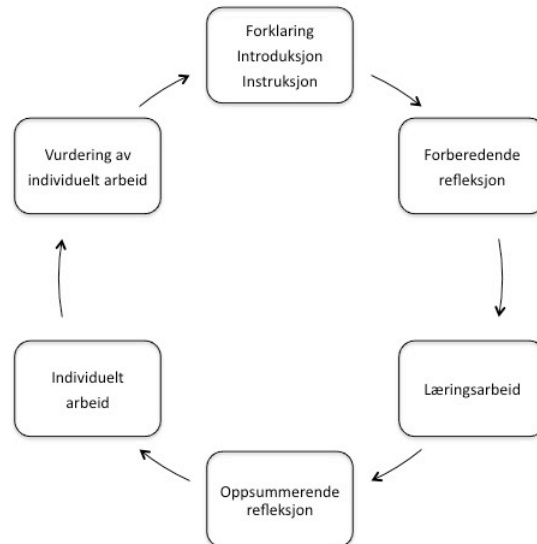 Forklaring
Introduksjon
Instruksjon
Forberedende
refleksjon
Læringsarbeid
Oppsummerende
refleksjon
Individuelt
arbeid
Vurdering av
individuelt arbeid